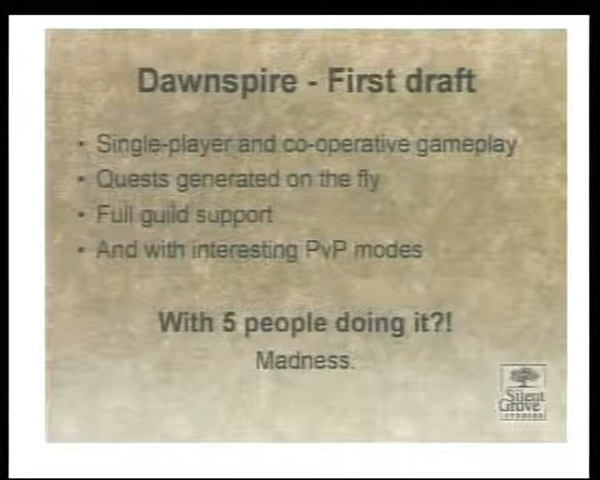 Dawnspire - First draft
• Single-player and co-operative gameplay
• Quests generated on the fly
• Full guild support
• And with interesting PvP modes
With 5 people doing it?!
Madness.
Silent
Grove
STUDIOS